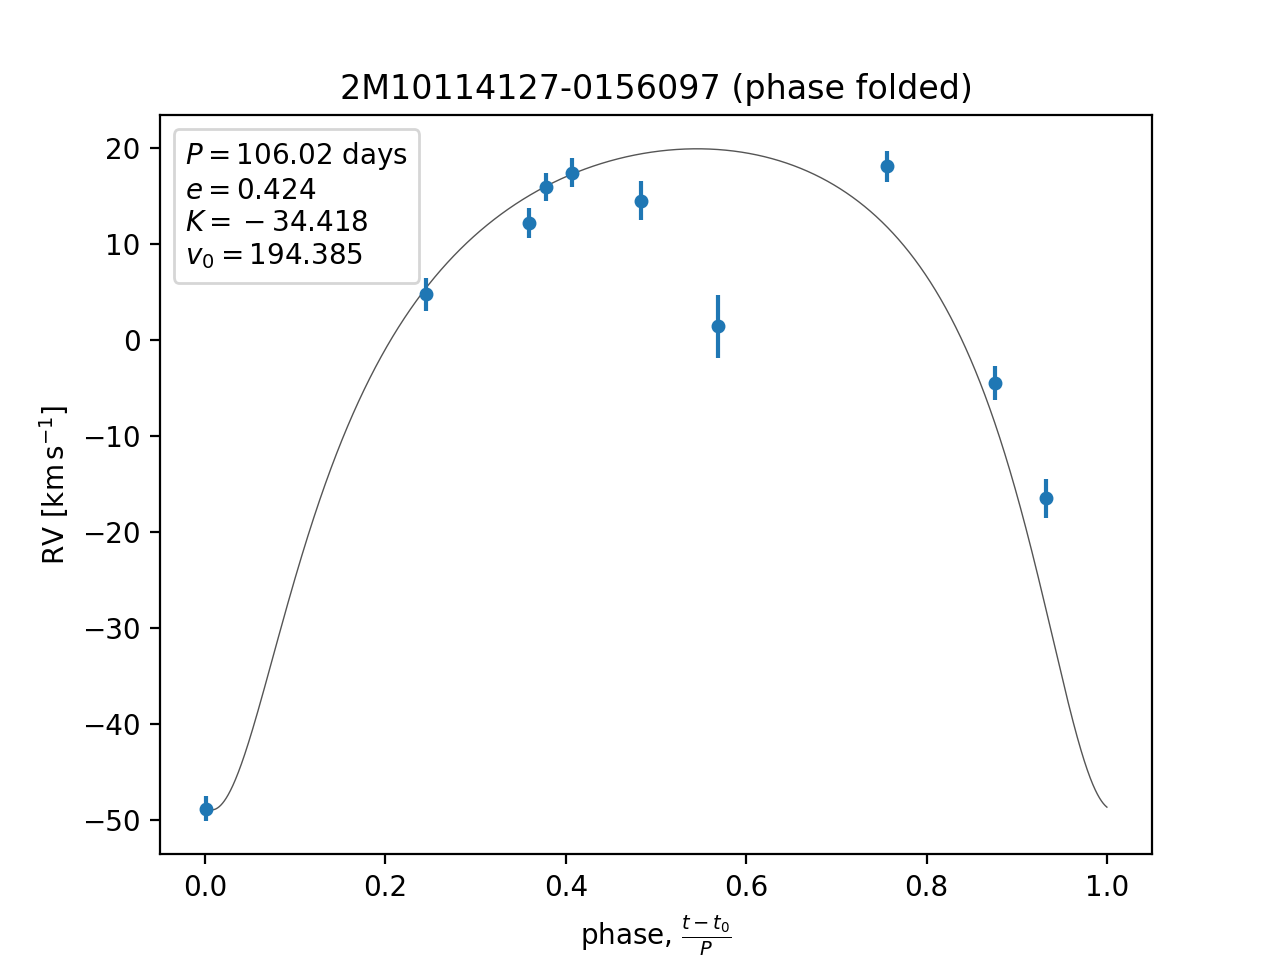 2M10114127-0156097 (phase folded)
P = 106.02 days
e = 0.424
K = −34.418
v₀ = 194.385
20
10
0
−10
−20
−30
−40
−50
RV [km s⁻¹]
0.0 0.2 0.4 0.6 0.8 1.0
phase, (t − t₀)/P